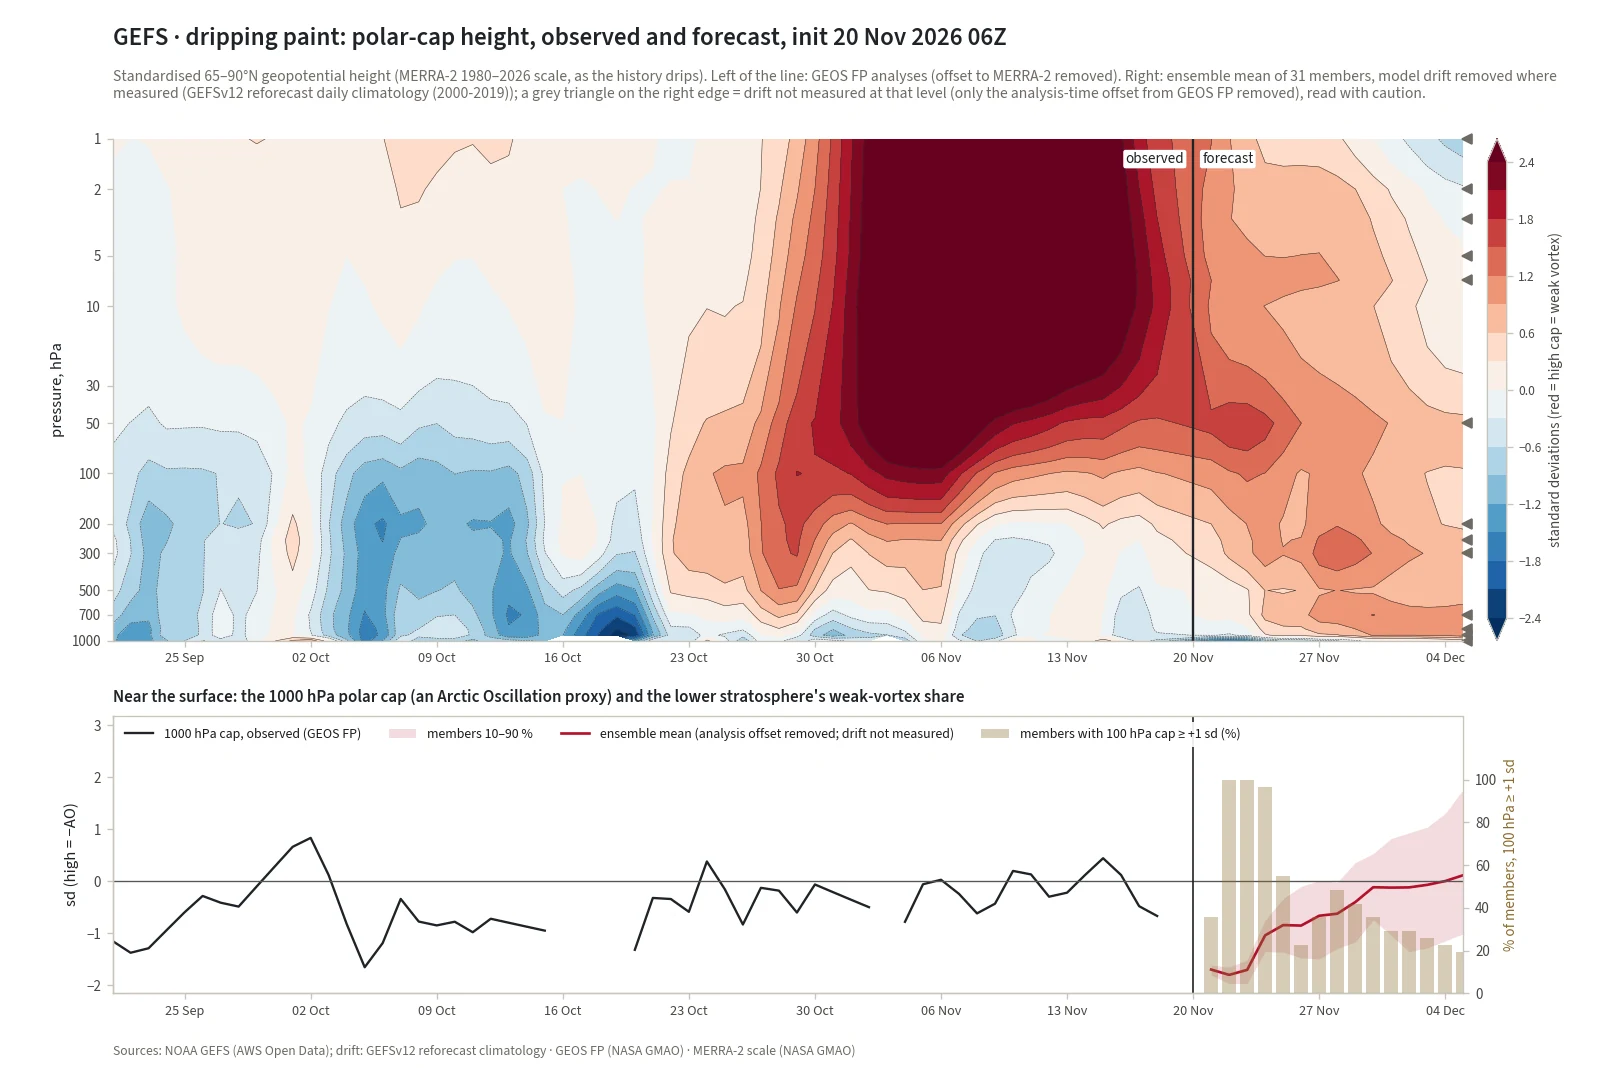 GEFS · dripping paint: polar-cap height, observed and forecast, init 20 Nov 2026 06Z
Standardised 65–90°N geopotential height (MERRA-2 1980–2026 scale, as the history drips). Left of the line: GEOS FP analyses (offset to MERRA-2 removed). Right: ensemble mean of 31 members, model drift removed where
measured (GEFSv12 reforecast daily climatology (2000-2019)); a grey triangle on the right edge = drift not measured at that level (only the analysis-time offset from GEOS FP removed), read with caution.
pressure, hPa
1
2
5
10
30
50
100
200
300
500
700
1000
observed
forecast
25 Sep
02 Oct
09 Oct
16 Oct
23 Oct
30 Oct
06 Nov
13 Nov
20 Nov
27 Nov
04 Dec
2.4
1.8
1.2
0.6
0.0
−0.6
−1.2
−1.8
−2.4
standard deviations (red = high cap = weak vortex)
Near the surface: the 1000 hPa polar cap (an Arctic Oscillation proxy) and the lower stratosphere's weak-vortex share
1000 hPa cap, observed (GEOS FP)
members 10–90 %
ensemble mean (analysis offset removed; drift not measured)
members with 100 hPa cap ≥ +1 sd (%)
sd (high = −AO)
3
2
1
0
−1
−2
100
80
60
40
20
0
% of members, 100 hPa ≥ +1 sd
25 Sep
02 Oct
09 Oct
16 Oct
23 Oct
30 Oct
06 Nov
13 Nov
20 Nov
27 Nov
04 Dec
Sources: NOAA GEFS (AWS Open Data); drift: GEFSv12 reforecast climatology · GEOS FP (NASA GMAO) · MERRA-2 scale (NASA GMAO)